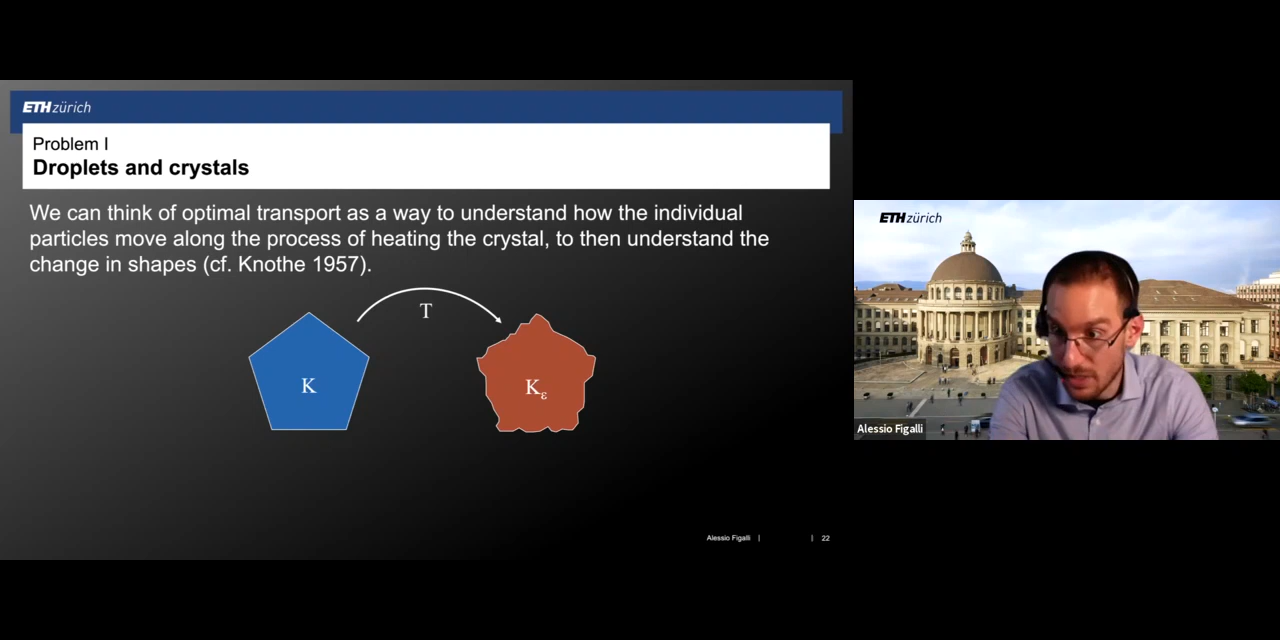 ETH zürich
Problem I
Droplets and crystals
We can think of optimal transport as a way to understand how the individual
particles move along the process of heating the crystal, to then understand the
change in shapes (cf. Knothe 1957).
T
K
Kε
Alessio Figalli | | 22
ETH zürich
Alessio Figalli